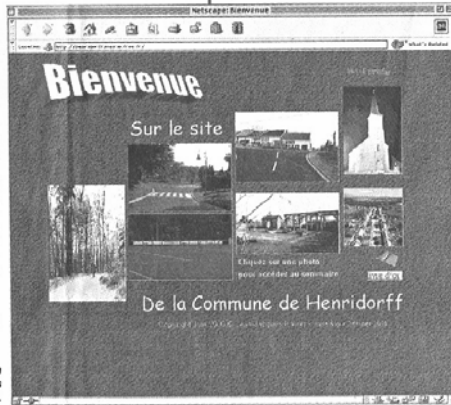 Netscape: Bienvenue
What's Related
Bienvenue
Sur le site
Cliquez sur une photo
pour accéder au sommaire
De la Commune de Henridorff